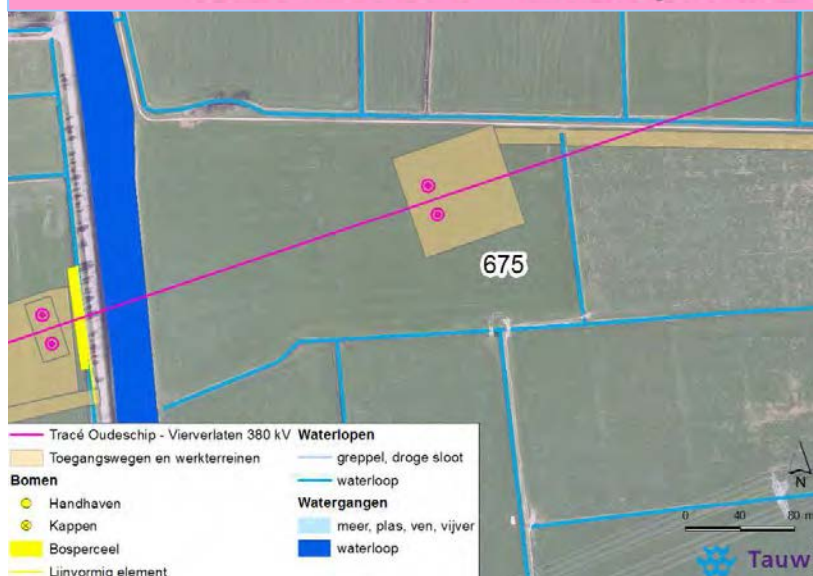 675
Tracé Oudeschip - Vierverlaten 380 kV
Toegangswegen en werkterreinen
Bomen
Handhaven
Kappen
Bosperceel
Lijnvormig element
Waterlopen
greppel, droge sloot
waterloop
Watergangen
meer, plas, ven, vijver
waterloop
N
0 40 80 m
Tauw